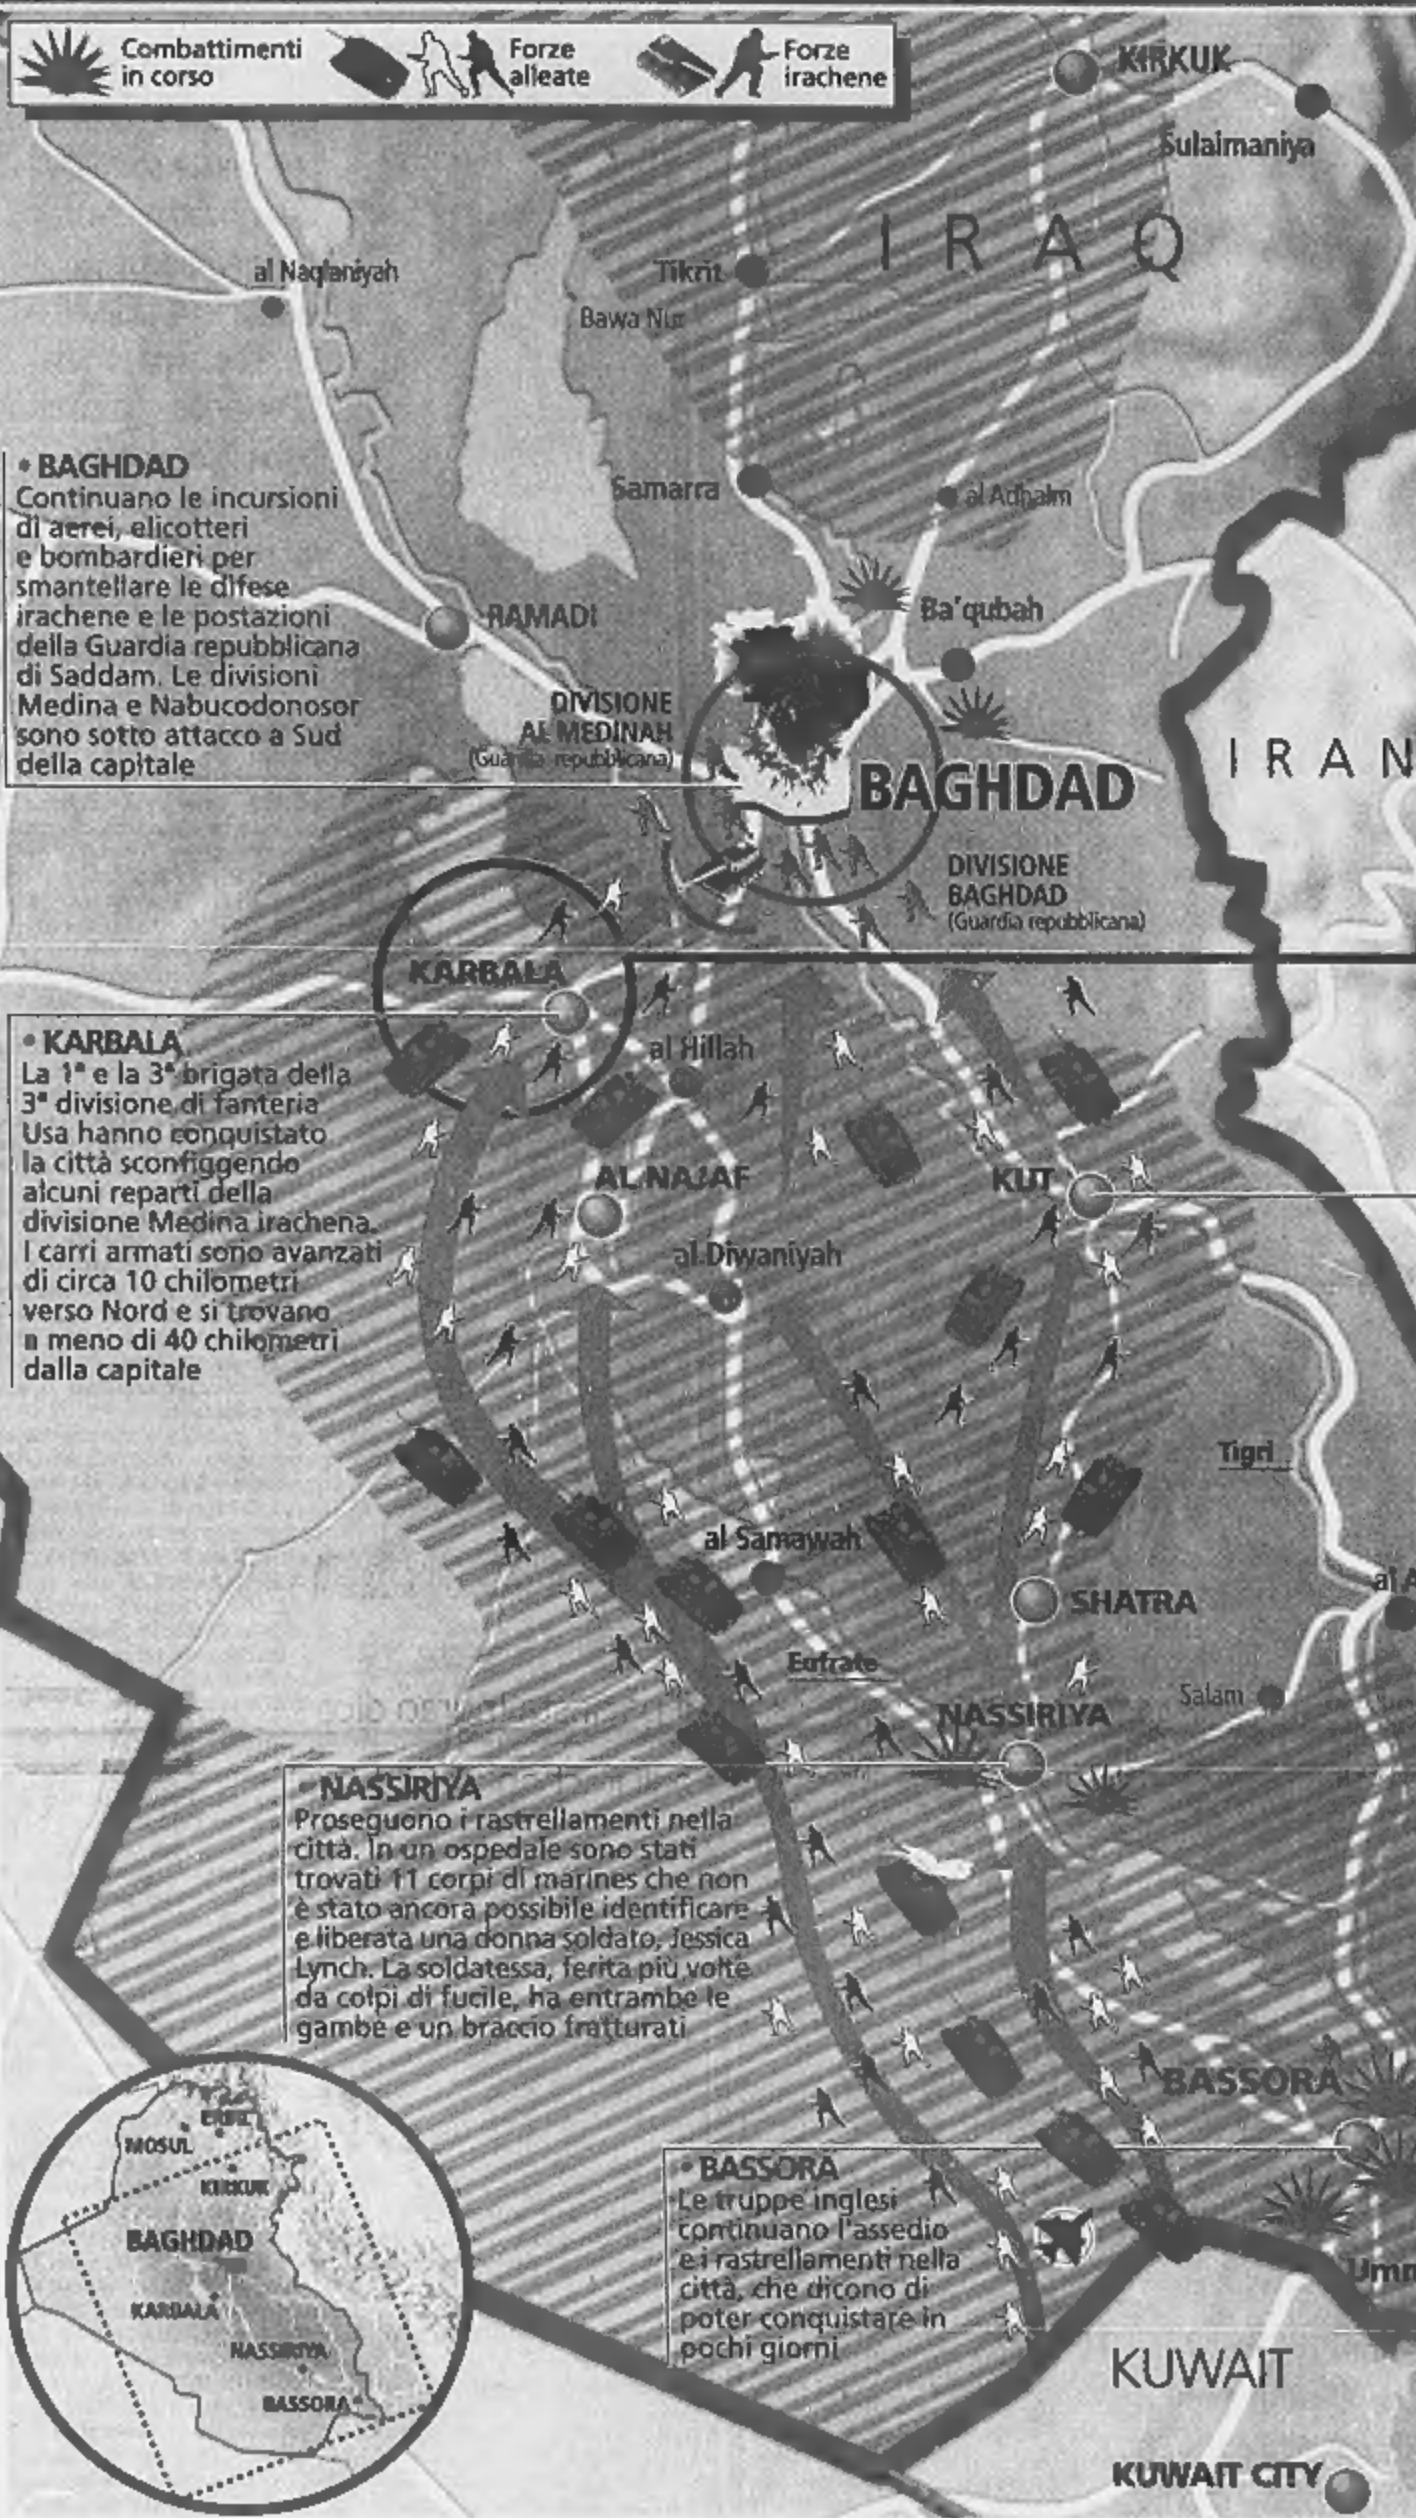 Combattimenti
in corso
Forze
alleate
Forze
irachene
KIRKUK
Sulaimaniya
IRAQ
al Naqlaniyah
Tikrit
Bawa Nur
Samarra
al Adhaim
• BAGHDAD
Continuano le incursioni
di aerei, elicotteri
e bombardieri per
smantellare le difese
irachene e le postazioni
della Guardia repubblicana
di Saddam. Le divisioni
Medina e Nabucodonosor
sono sotto attacco a Sud
della capitale
RAMADI
Ba'qubah
DIVISIONE
AL MEDINAH
(Guardia repubblicana)
IRAN
BAGHDAD
DIVISIONE
BAGHDAD
(Guardia repubblicana)
KARBALA
• KARBALA
La 1ª e la 3ª brigata della
3ª divisione di fanteria
Usa hanno conquistato
la città sconfiggendo
alcuni reparti della
divisione Medina irachena.
I carri armati sono avanzati
di circa 10 chilometri
verso Nord e si trovano
a meno di 40 chilometri
dalla capitale
al Hillah
AL NAJAF
KUT
al Diwaniyah
Tigri
al Samawah
al A
SHATRA
Eufrate
Salam
NASSIRIYA
• NASSIRIYA
Proseguono i rastrellamenti nella
città. In un ospedale sono stati
trovati 11 corpi di marines che non
è stato ancora possibile identificare
e liberata una donna soldato, Jessica
Lynch. La soldatessa, ferita più volte
da colpi di fucile, ha entrambe le
gambe e un braccio fratturati
BASSORA
• BASSORA
Le truppe inglesi
continuano l'assedio
e i rastrellamenti nella
città, che dicono di
poter conquistare in
pochi giorni
Umm
KUWAIT
KUWAIT CITY
MOSUL
KIRKUK
BAGHDAD
KARBALA
NASSIRIYA
BASSORA